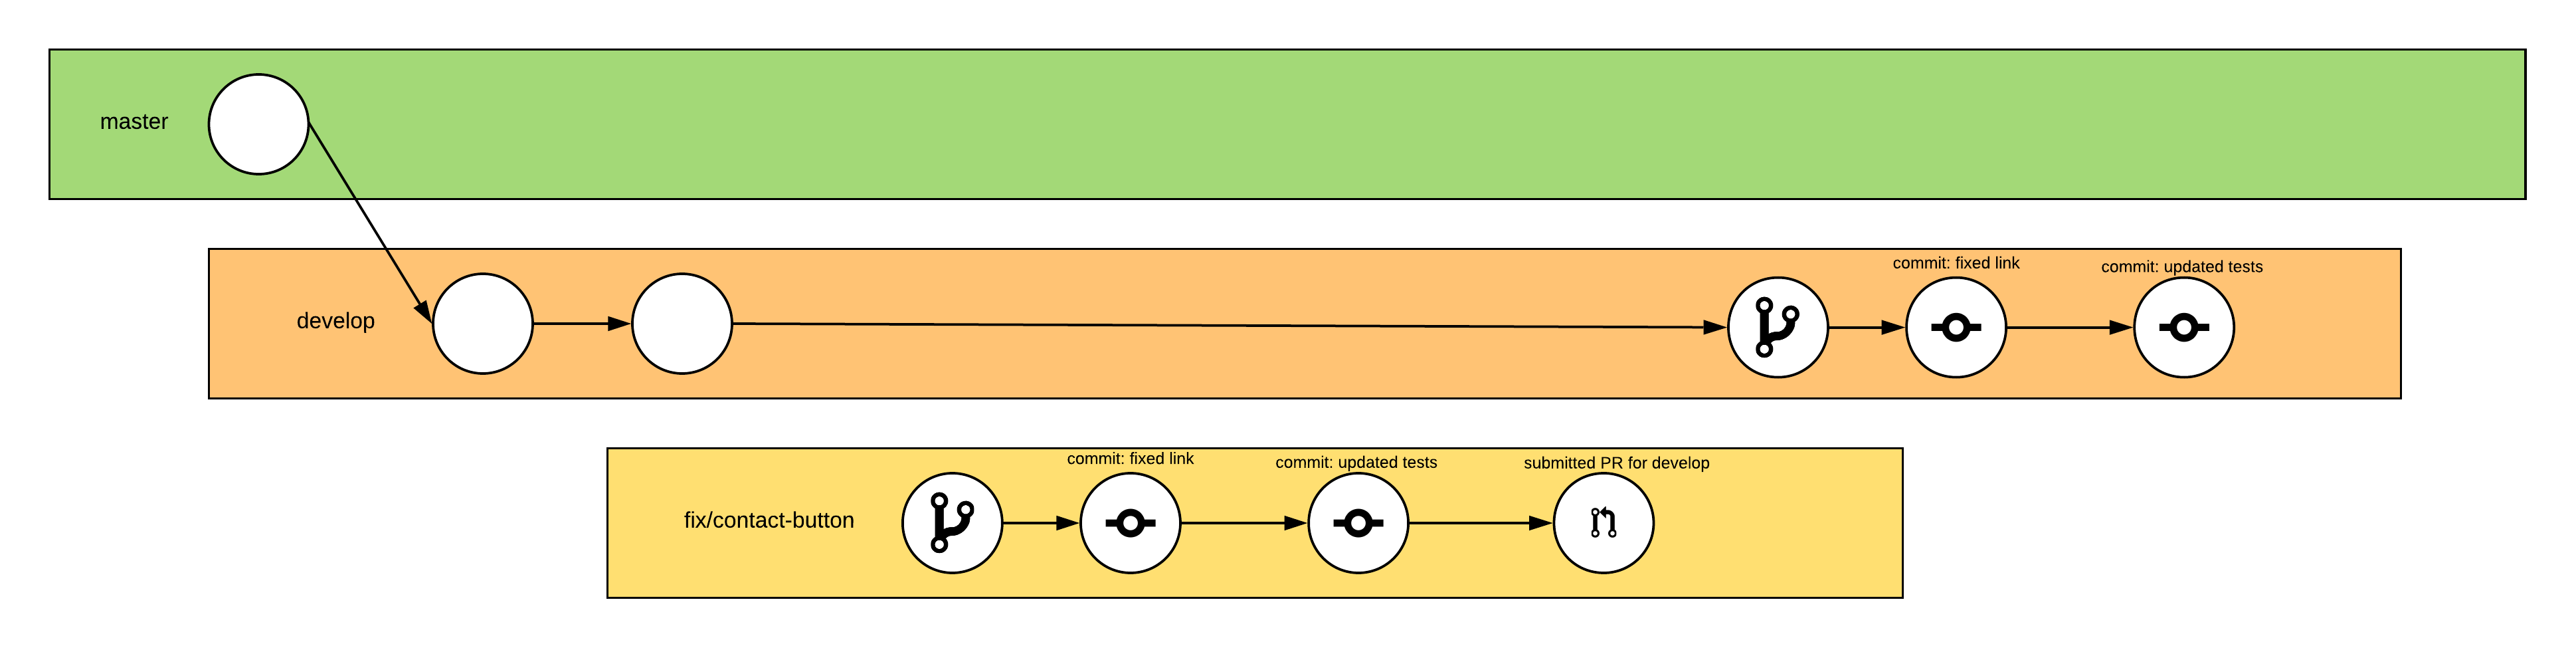 master
develop
commit: fixed link
commit: updated tests
fix/contact-button
commit: fixed link
commit: updated tests
submitted PR for develop